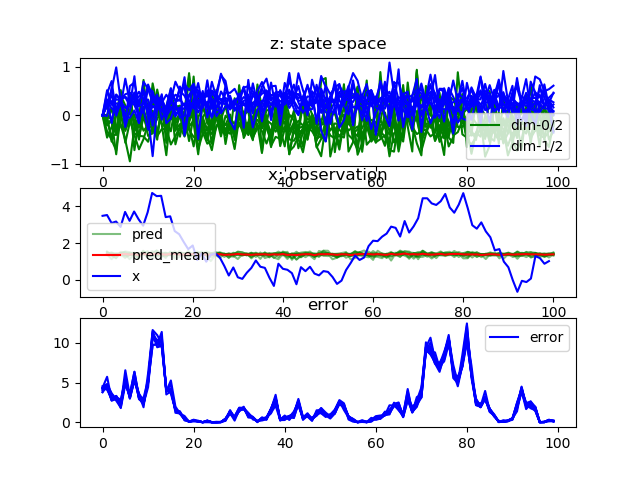 z: state space
1
0
−1
dim-0/2
dim-1/2
0 20 40 60 80 100
x: observation
4
2
0
pred
pred_mean
x
0 20 40 60 80 100
error
10
5
0
error
0 20 40 60 80 100